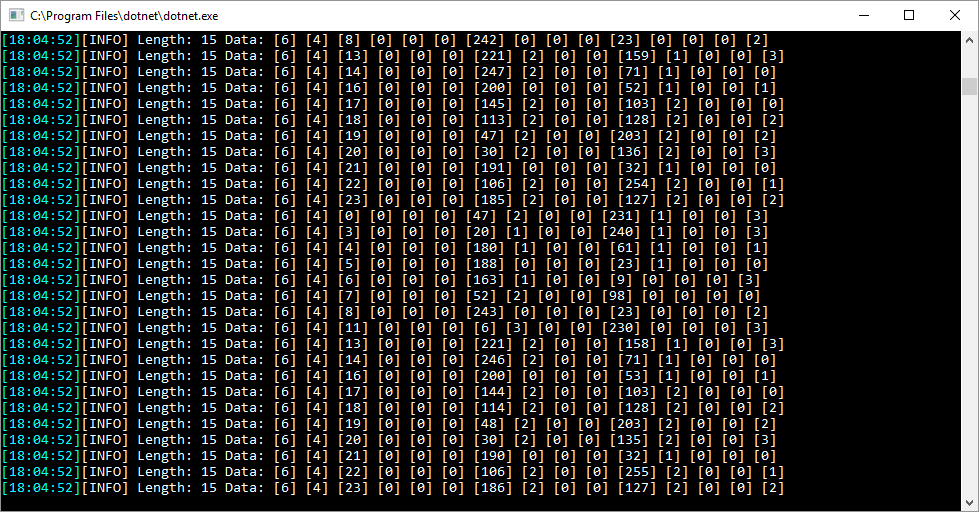 C:\Program Files\dotnet\dotnet.exe
[18:04:52][INFO] Length: 15 Data: [6] [4] [8] [0] [0] [0] [242] [0] [0] [0] [23] [0] [0] [0] [2]
[18:04:52][INFO] Length: 15 Data: [6] [4] [13] [0] [0] [0] [221] [2] [0] [0] [159] [1] [0] [0] [3]
[18:04:52][INFO] Length: 15 Data: [6] [4] [14] [0] [0] [0] [247] [2] [0] [0] [71] [1] [0] [0] [0]
[18:04:52][INFO] Length: 15 Data: [6] [4] [16] [0] [0] [0] [200] [0] [0] [0] [52] [1] [0] [0] [1]
[18:04:52][INFO] Length: 15 Data: [6] [4] [17] [0] [0] [0] [145] [2] [0] [0] [103] [2] [0] [0] [0]
[18:04:52][INFO] Length: 15 Data: [6] [4] [18] [0] [0] [0] [113] [2] [0] [0] [128] [2] [0] [0] [2]
[18:04:52][INFO] Length: 15 Data: [6] [4] [19] [0] [0] [0] [47] [2] [0] [0] [203] [2] [0] [0] [2]
[18:04:52][INFO] Length: 15 Data: [6] [4] [20] [0] [0] [0] [30] [2] [0] [0] [136] [2] [0] [0] [3]
[18:04:52][INFO] Length: 15 Data: [6] [4] [21] [0] [0] [0] [191] [0] [0] [0] [32] [1] [0] [0] [0]
[18:04:52][INFO] Length: 15 Data: [6] [4] [22] [0] [0] [0] [106] [2] [0] [0] [254] [2] [0] [0] [1]
[18:04:52][INFO] Length: 15 Data: [6] [4] [23] [0] [0] [0] [185] [2] [0] [0] [127] [2] [0] [0] [2]
[18:04:52][INFO] Length: 15 Data: [6] [4] [0] [0] [0] [0] [47] [2] [0] [0] [231] [1] [0] [0] [3]
[18:04:52][INFO] Length: 15 Data: [6] [4] [3] [0] [0] [0] [20] [1] [0] [0] [240] [1] [0] [0] [3]
[18:04:52][INFO] Length: 15 Data: [6] [4] [4] [0] [0] [0] [180] [1] [0] [0] [61] [1] [0] [0] [1]
[18:04:52][INFO] Length: 15 Data: [6] [4] [5] [0] [0] [0] [188] [0] [0] [0] [23] [1] [0] [0] [0]
[18:04:52][INFO] Length: 15 Data: [6] [4] [6] [0] [0] [0] [163] [1] [0] [0] [9] [0] [0] [0] [3]
[18:04:52][INFO] Length: 15 Data: [6] [4] [7] [0] [0] [0] [52] [2] [0] [0] [98] [0] [0] [0] [0]
[18:04:52][INFO] Length: 15 Data: [6] [4] [8] [0] [0] [0] [243] [0] [0] [0] [23] [0] [0] [0] [2]
[18:04:52][INFO] Length: 15 Data: [6] [4] [11] [0] [0] [0] [6] [3] [0] [0] [230] [0] [0] [0] [3]
[18:04:52][INFO] Length: 15 Data: [6] [4] [13] [0] [0] [0] [221] [2] [0] [0] [158] [1] [0] [0] [3]
[18:04:52][INFO] Length: 15 Data: [6] [4] [14] [0] [0] [0] [246] [2] [0] [0] [71] [1] [0] [0] [0]
[18:04:52][INFO] Length: 15 Data: [6] [4] [16] [0] [0] [0] [200] [0] [0] [0] [53] [1] [0] [0] [1]
[18:04:52][INFO] Length: 15 Data: [6] [4] [17] [0] [0] [0] [144] [2] [0] [0] [103] [2] [0] [0] [0]
[18:04:52][INFO] Length: 15 Data: [6] [4] [18] [0] [0] [0] [114] [2] [0] [0] [128] [2] [0] [0] [2]
[18:04:52][INFO] Length: 15 Data: [6] [4] [19] [0] [0] [0] [48] [2] [0] [0] [203] [2] [0] [0] [2]
[18:04:52][INFO] Length: 15 Data: [6] [4] [20] [0] [0] [0] [30] [2] [0] [0] [135] [2] [0] [0] [3]
[18:04:52][INFO] Length: 15 Data: [6] [4] [21] [0] [0] [0] [190] [0] [0] [0] [32] [1] [0] [0] [0]
[18:04:52][INFO] Length: 15 Data: [6] [4] [22] [0] [0] [0] [106] [2] [0] [0] [255] [2] [0] [0] [1]
[18:04:52][INFO] Length: 15 Data: [6] [4] [23] [0] [0] [0] [186] [2] [0] [0] [127] [2] [0] [0] [2]